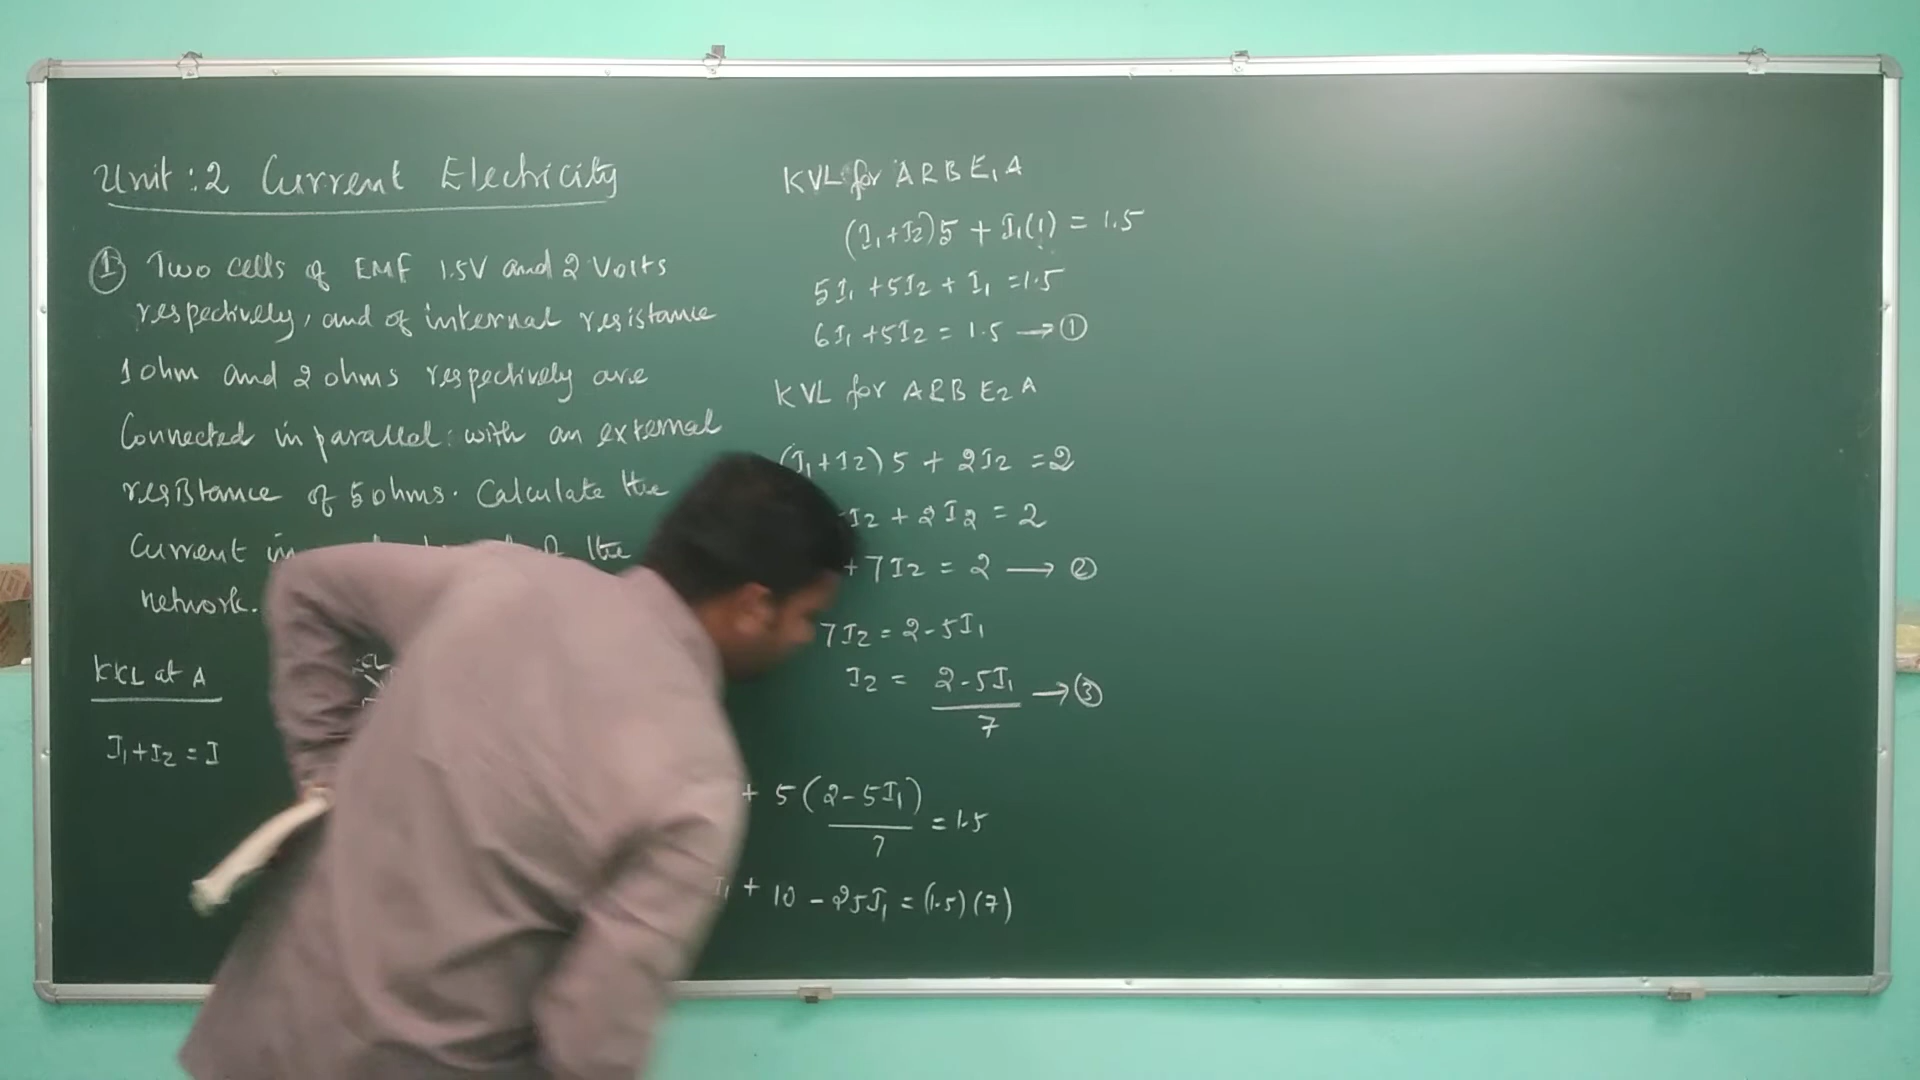 Unit : 2 Current Electricity
① Two cells of EMF 1.5V and 2 Volts
respectively, and of internal resistance
1 ohm and 2 ohms respectively are
Connected in parallel with an external
resistance of 5 ohms. Calculate the
Current in the
network.
KKL at A
I₁+I₂ = I
KVL for A R B E₁ A
(I₁+I₂)5 + I₁(1) = 1.5
5I₁ +5I₂ + I₁ =1.5
6I₁ +5I₂ = 1.5 → ①
KVL for A R B E₂ A
(I₁+I₂) 5 + 2I₂ =2
I₂ + 2I₂ = 2
+ 7I₂ = 2 → ②
7I₂ = 2-5I₁
I₂ = (2-5I₁)/7 → ③
+ 5(2-5I₁)/7 = 1.5
I₁ + 10 - 25I₁ = (1.5)(7)